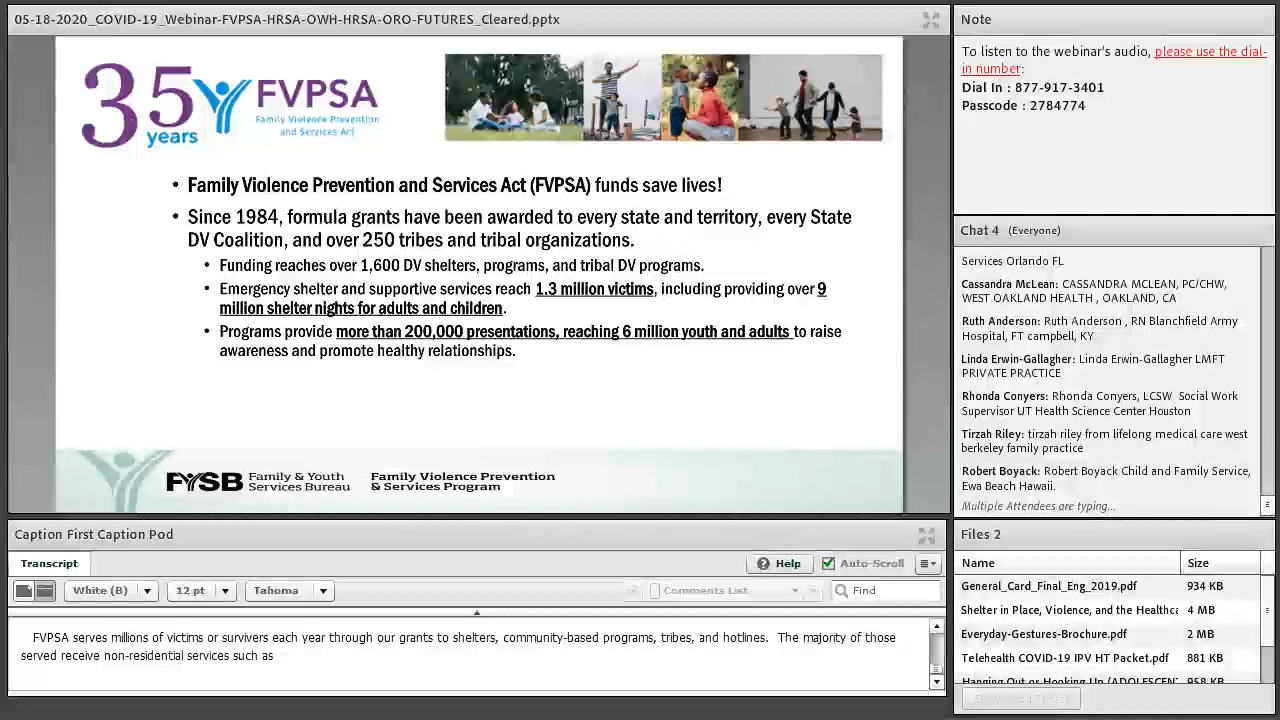 05-18-2020_COVID-19_Webinar-FVPSA-HRSA-OWH-HRSA-ORO-FUTURES_Cleared.pptx
35 years
FVPSA
Family Violence Prevention
and Services Act
• Family Violence Prevention and Services Act (FVPSA) funds save lives!
• Since 1984, formula grants have been awarded to every state and territory, every State
DV Coalition, and over 250 tribes and tribal organizations.
• Funding reaches over 1,600 DV shelters, programs, and tribal DV programs.
• Emergency shelter and supportive services reach 1.3 million victims, including providing over 9
million shelter nights for adults and children.
• Programs provide more than 200,000 presentations, reaching 6 million youth and adults to raise
awareness and promote healthy relationships.
FYSB Family & Youth
Services Bureau
Family Violence Prevention
& Services Program
Note
To listen to the webinar's audio, please use the dial-
in number:
Dial In : 877-917-3401
Passcode : 2784774
Chat 4 (Everyone)
Services Orlando FL
Cassandra McLean: CASSANDRA MCLEAN, PC/CHW,
WEST OAKLAND HEALTH , OAKLAND, CA
Ruth Anderson: Ruth Anderson , RN Blanchfield Army
Hospital, FT campbell, KY
Linda Erwin-Gallagher: Linda Erwin-Gallagher LMFT
PRIVATE PRACTICE
Rhonda Conyers: Rhonda Conyers, LCSW Social Work
Supervisor UT Health Science Center Houston
Tirzah Riley: tirzah riley from lifelong medical care west
berkeley family practice
Robert Boyack: Robert Boyack Child and Family Service,
Ewa Beach Hawaii.
Multiple Attendees are typing...
Caption First Caption Pod
Transcript
Help
Auto-Scroll
White (B)
12 pt
Tahoma
Comments List
Find
FVPSA serves millions of victims or survivers each year through our grants to shelters, community-based programs, tribes, and hotlines. The majority of those
served receive non-residential services such as
Files 2
Name Size
General_Card_Final_Eng_2019.pdf 934 KB
Shelter in Place, Violence, and the Healthca 4 MB
Everyday-Gestures-Brochure.pdf 2 MB
Telehealth COVID-19 IPV HT Packet.pdf 881 KB
Hanging Out or Hooking Up (ADOLESCENT 958 KB